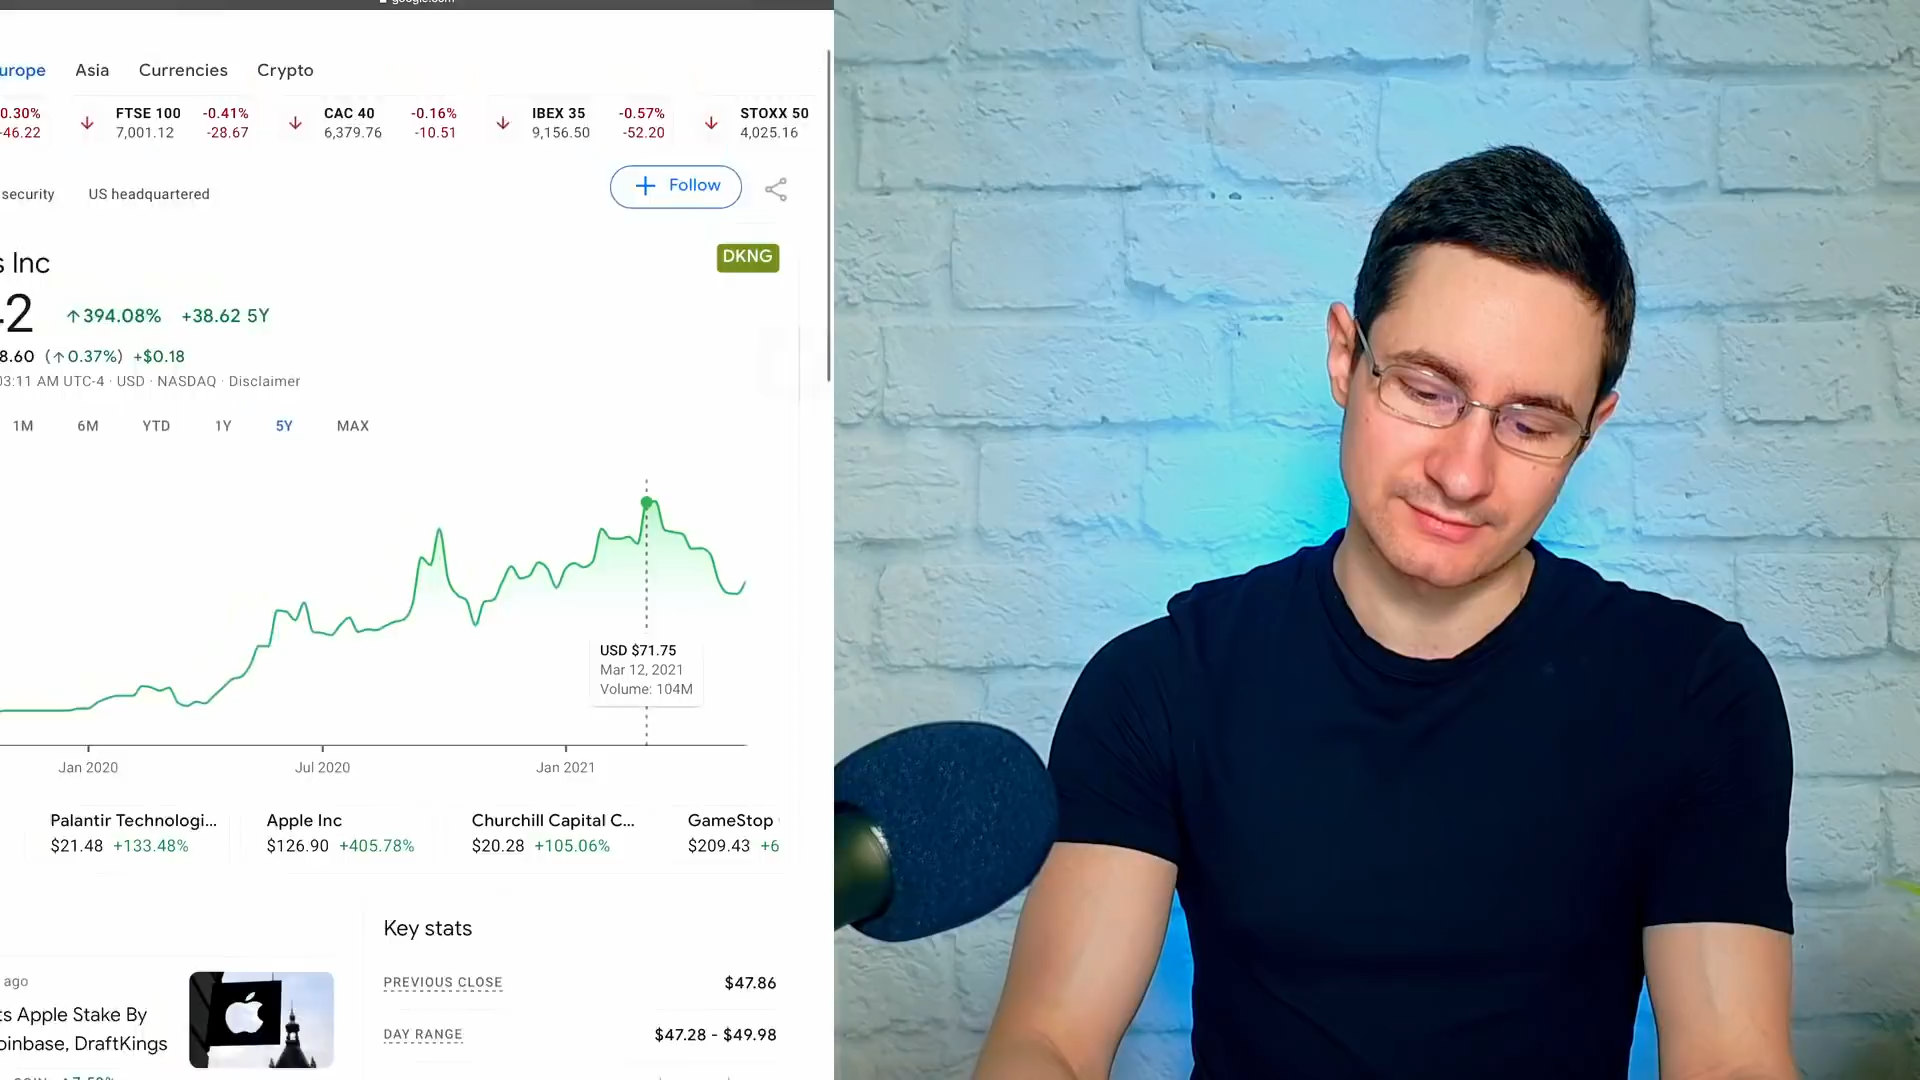 urope Asia Currencies Crypto
0.30% FTSE 100 -0.41% CAC 40 -0.16% IBEX 35 -0.57% STOXX 50
-46.22 7,001.12 -28.67 6,379.76 -10.51 9,156.50 -52.20 4,025.16
security US headquartered + Follow
s Inc DKNG
42 ↑394.08% +38.62 5Y
8.60 (↑0.37%) +$0.18
03:11 AM UTC-4 · USD · NASDAQ · Disclaimer
1M 6M YTD 1Y 5Y MAX
USD $71.75
Mar 12, 2021
Volume: 104M
Jan 2020 Jul 2020 Jan 2021
Palantir Technologi... Apple Inc Churchill Capital C... GameStop
$21.48 +133.48% $126.90 +405.78% $20.28 +105.06% $209.43 +6
Key stats
ago
PREVIOUS CLOSE $47.86
ts Apple Stake By
oinbase, DraftKings
DAY RANGE $47.28 - $49.98